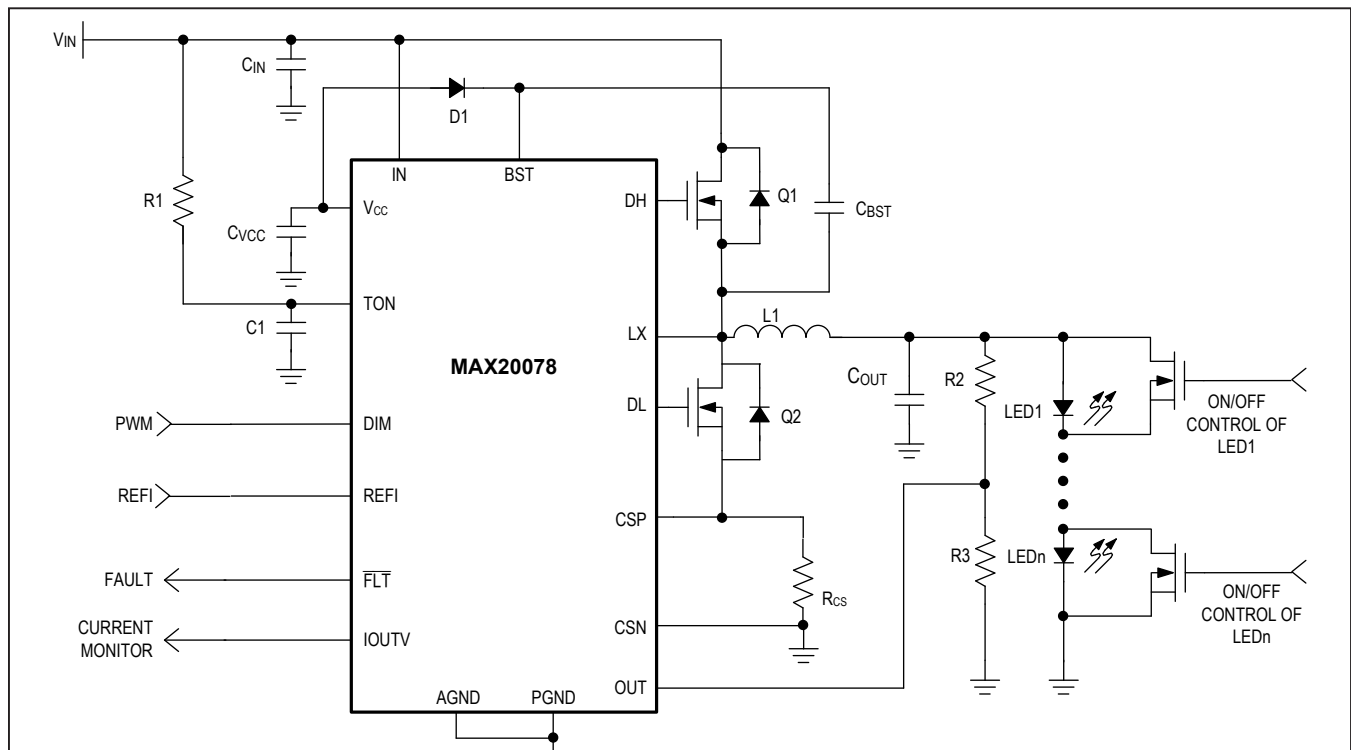 VIN
CIN
D1
R1
IN
BST
VCC
CVCC
DH
Q1
CBST
TON
C1
LX
L1
MAX20078
COUT
R2
LED1
ON/OFF
CONTROL OF
LED1
DL
Q2
PWM
DIM
REFI
REFI
CSP
R3
LEDn
ON/OFF
CONTROL OF
LEDn
FAULT
FLT
RCS
CURRENT
MONITOR
IOUTV
CSN
OUT
AGND
PGND